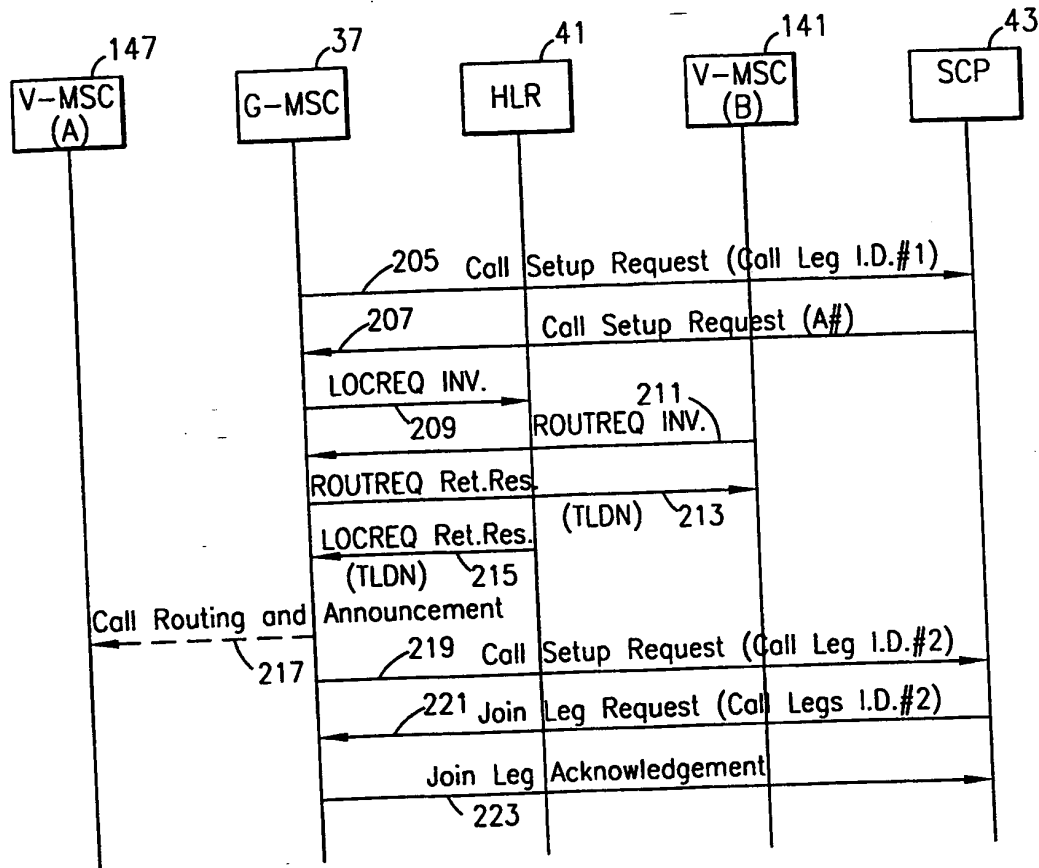 147
37
41
141
43
V-MSC
(A)
G-MSC
HLR
V-MSC
(B)
SCP
205
Call Setup Request (Call Leg I.D.#1)
207
Call Setup Request (A#)
LOCREQ INV.
209
211
ROUTREQ INV.
ROUTREQ Ret.Res.
(TLDN)
213
LOCREQ Ret.Res.
(TLDN)
215
Call Routing and Announcement
217
219
Call Setup Request (Call Leg I.D.#2)
221
Join Leg Request (Call Legs I.D.#2)
Join Leg Acknowledgement
223